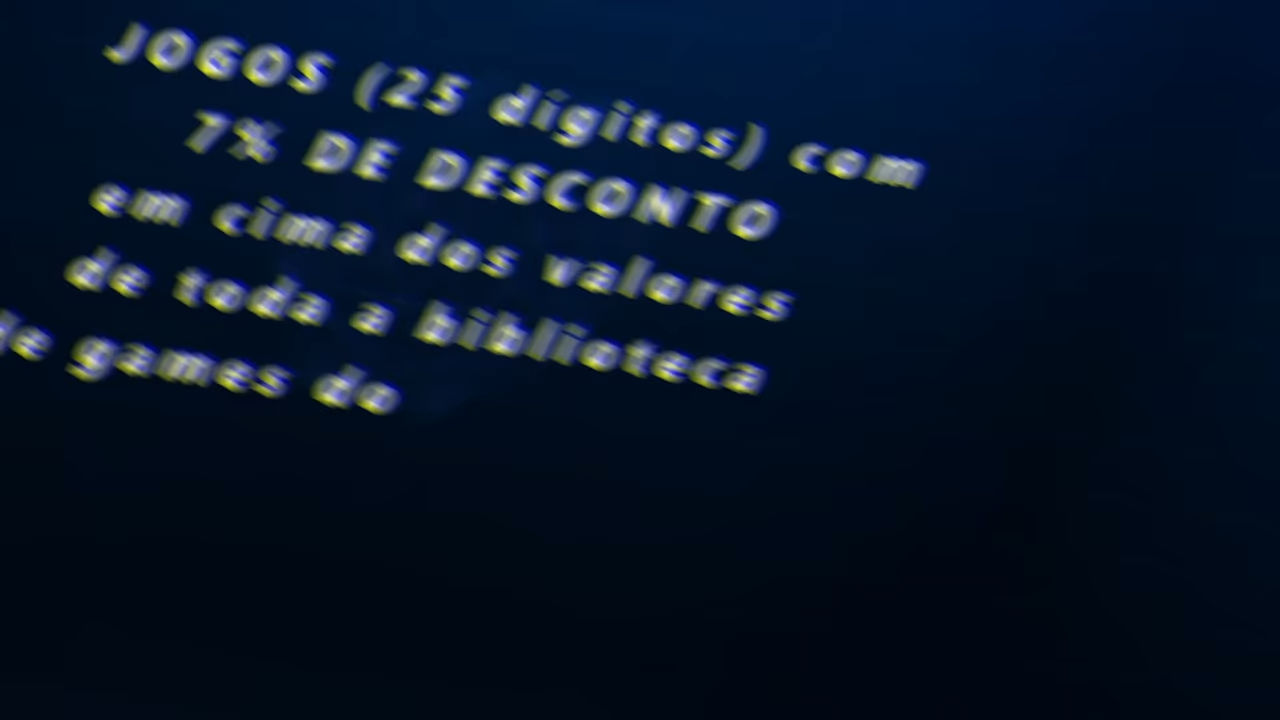 JOGOS (25 digitos) com
7% DE DESCONTO
em cima dos valores
de toda a biblioteca
games do